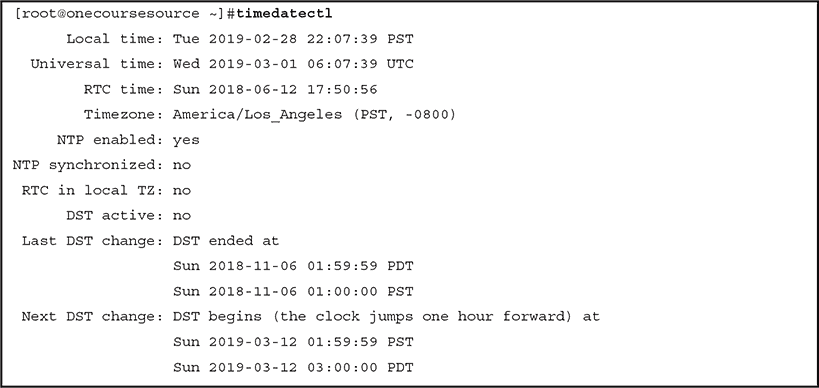 [root@onecoursesource ~]#timedatectl
Local time: Tue 2019-02-28 22:07:39 PST
Universal time: Wed 2019-03-01 06:07:39 UTC
RTC time: Sun 2018-06-12 17:50:56
Timezone: America/Los_Angeles (PST, -0800)
NTP enabled: yes
NTP synchronized: no
RTC in local TZ: no
DST active: no
Last DST change: DST ended at
Sun 2018-11-06 01:59:59 PDT
Sun 2018-11-06 01:00:00 PST
Next DST change: DST begins (the clock jumps one hour forward) at
Sun 2019-03-12 01:59:59 PST
Sun 2019-03-12 03:00:00 PDT